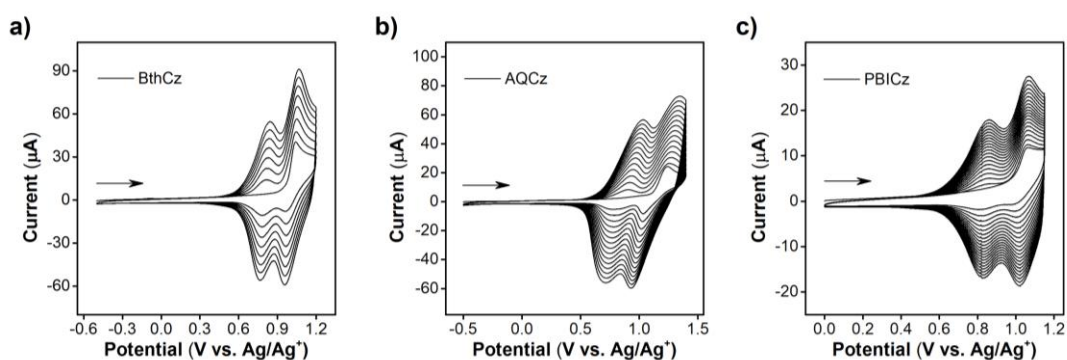 a)
90
60
30
0
-30
-60
Current (μA)
BthCz
-0.6 -0.3 0.0 0.3 0.6 0.9 1.2
Potential (V vs. Ag/Ag⁺)
b)
100
80
60
40
20
0
-20
-40
-60
Current (μA)
AQCz
-0.5 0.0 0.5 1.0 1.5
Potential (V vs. Ag/Ag⁺)
c)
30
20
10
0
-10
-20
Current (μA)
PBICz
0.0 0.2 0.4 0.6 0.8 1.0 1.2
Potential (V vs. Ag/Ag⁺)